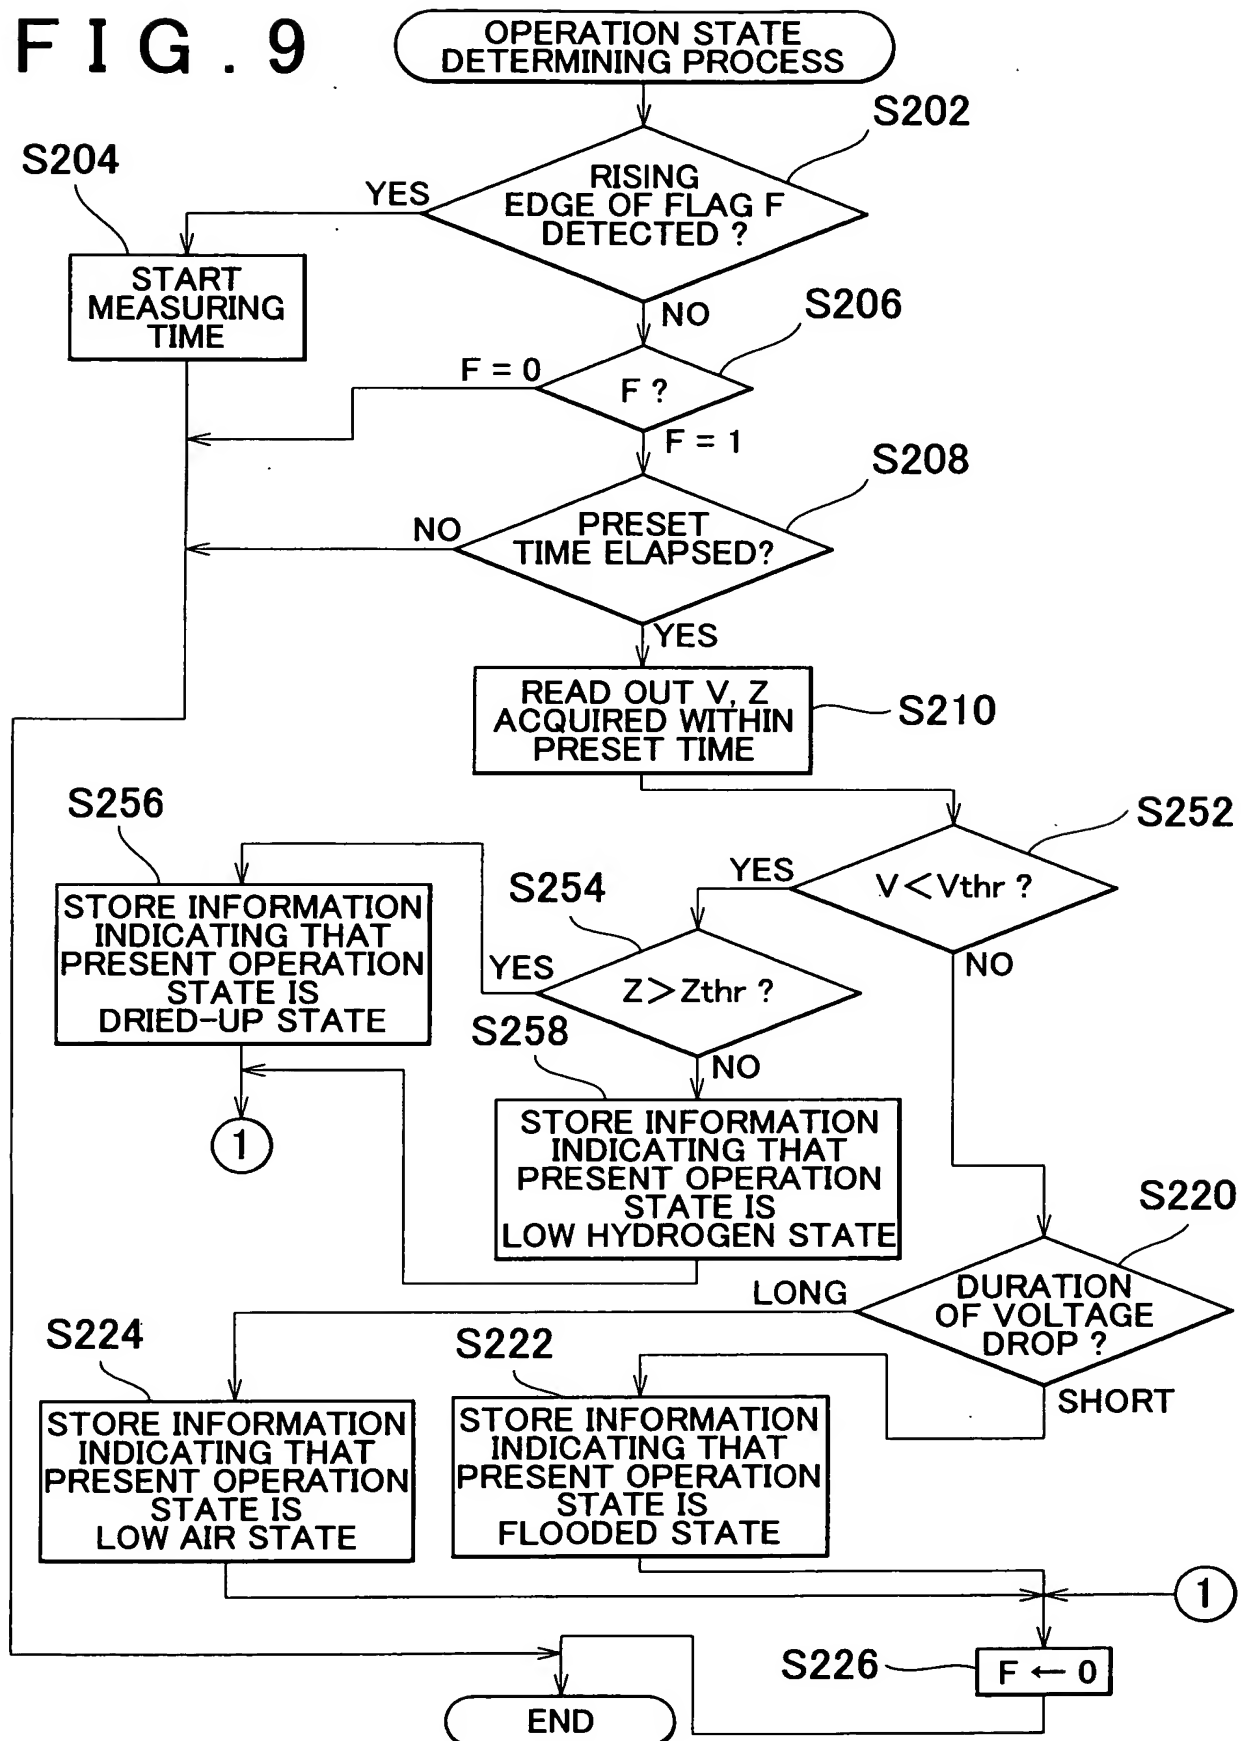 FIG.9
OPERATION STATE
DETERMINING PROCESS
S202
S204
YES
RISING
EDGE OF FLAG F
DETECTED ?
START
MEASURING
TIME
NO
S206
F = 0
F ?
F = 1
S208
NO
PRESET
TIME ELAPSED?
YES
READ OUT V, Z
ACQUIRED WITHIN
PRESET TIME
S210
S256
S252
YES
V<Vthr ?
S254
NO
STORE INFORMATION
INDICATING THAT
PRESENT OPERATION
STATE IS
DRIED-UP STATE
YES
Z>Zthr ?
S258
NO
1
STORE INFORMATION
INDICATING THAT
PRESENT OPERATION
STATE IS
LOW HYDROGEN STATE
S220
LONG
DURATION
OF VOLTAGE
DROP ?
S224
S222
SHORT
STORE INFORMATION
INDICATING THAT
PRESENT OPERATION
STATE IS
LOW AIR STATE
STORE INFORMATION
INDICATING THAT
PRESENT OPERATION
STATE IS
FLOODED STATE
1
S226
F ← 0
END